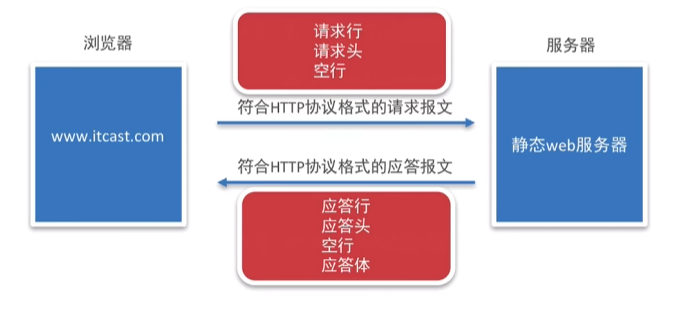 浏览器
请求行
请求头
空行
服务器
www.itcast.com
符合HTTP协议格式的请求报文
静态web服务器
符合HTTP协议格式的应答报文
应答行
应答头
空行
应答体